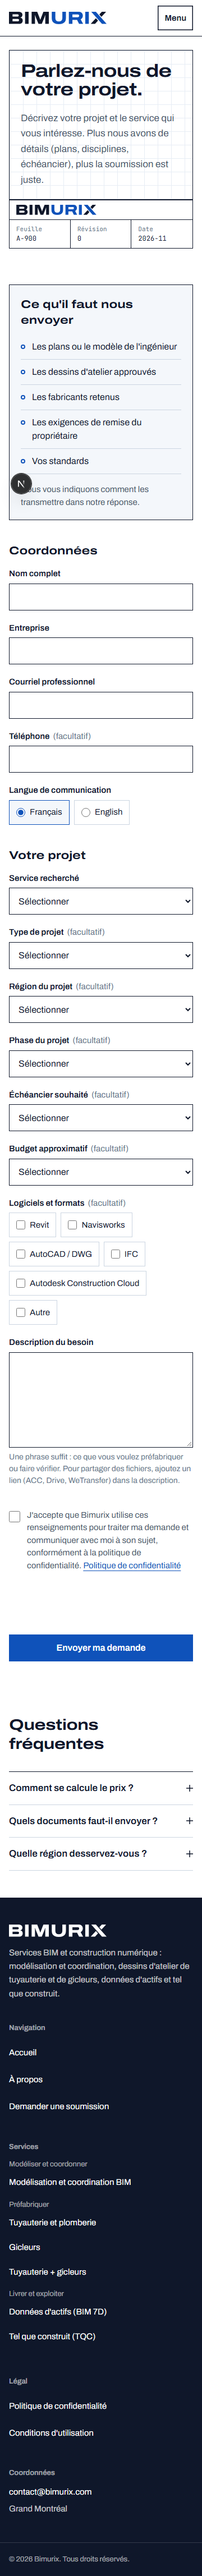 BIMURIX
Menu
Parlez-nous de
votre projet.
Décrivez votre projet et le service qui
vous intéresse. Plus nous avons de
détails (plans, disciplines,
échéancier), plus la soumission est
juste.
BIMURIX
Feuille
A-900
Révision
0
Date
2026-11
Ce qu'il faut nous
envoyer
Les plans ou le modèle de l'ingénieur
Les dessins d'atelier approuvés
Les fabricants retenus
Les exigences de remise du
propriétaire
Vos standards
vous indiquons comment les
transmettre dans notre réponse.
Coordonnées
Nom complet
Entreprise
Courriel professionnel
Téléphone (facultatif)
Langue de communication
Français
English
Votre projet
Service recherché
Sélectionner
Type de projet (facultatif)
Sélectionner
Région du projet (facultatif)
Sélectionner
Phase du projet (facultatif)
Sélectionner
Échéancier souhaité (facultatif)
Sélectionner
Budget approximatif (facultatif)
Sélectionner
Logiciels et formats (facultatif)
Revit
Navisworks
AutoCAD / DWG
IFC
Autodesk Construction Cloud
Autre
Description du besoin
Une phrase suffit : ce que vous voulez préfabriquer
ou faire vérifier. Pour partager des fichiers, ajoutez un
lien (ACC, Drive, WeTransfer) dans la description.
J'accepte que Bimurix utilise ces
renseignements pour traiter ma demande et
communiquer avec moi à son sujet,
conformément à la politique de
confidentialité. Politique de confidentialité
Envoyer ma demande
Questions
fréquentes
Comment se calcule le prix ?
Quels documents faut-il envoyer ?
Quelle région desservez-vous ?
BIMURIX
Services BIM et construction numérique :
modélisation et coordination, dessins d'atelier de
tuyauterie et de gicleurs, données d'actifs et tel
que construit.
Navigation
Accueil
À propos
Demander une soumission
Services
Modéliser et coordonner
Modélisation et coordination BIM
Préfabriquer
Tuyauterie et plomberie
Gicleurs
Tuyauterie + gicleurs
Livrer et exploiter
Données d'actifs (BIM 7D)
Tel que construit (TQC)
Légal
Politique de confidentialité
Conditions d'utilisation
Coordonnées
contact@bimurix.com
Grand Montréal
© 2026 Bimurix. Tous droits réservés.